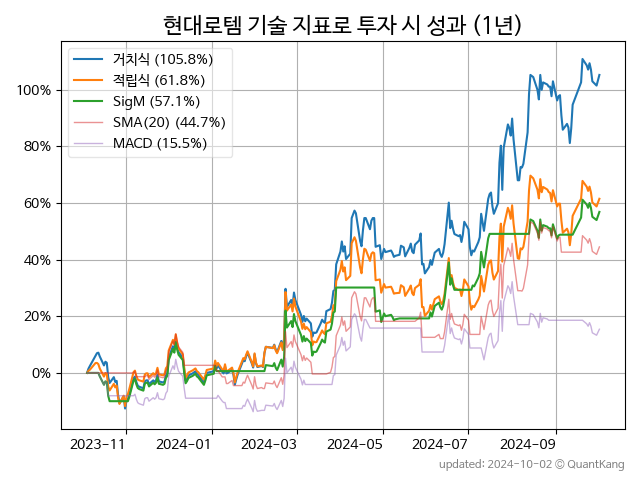 현대로템 기술 지표로 투자 시 성과 (1년)
거치식 (105.8%)
적립식 (61.8%)
SigM (57.1%)
SMA(20) (44.7%)
MACD (15.5%)
100%
80%
60%
40%
20%
0%
2023-11 2024-01 2024-03 2024-05 2024-07 2024-09
updated: 2024-10-02 © QuantKang